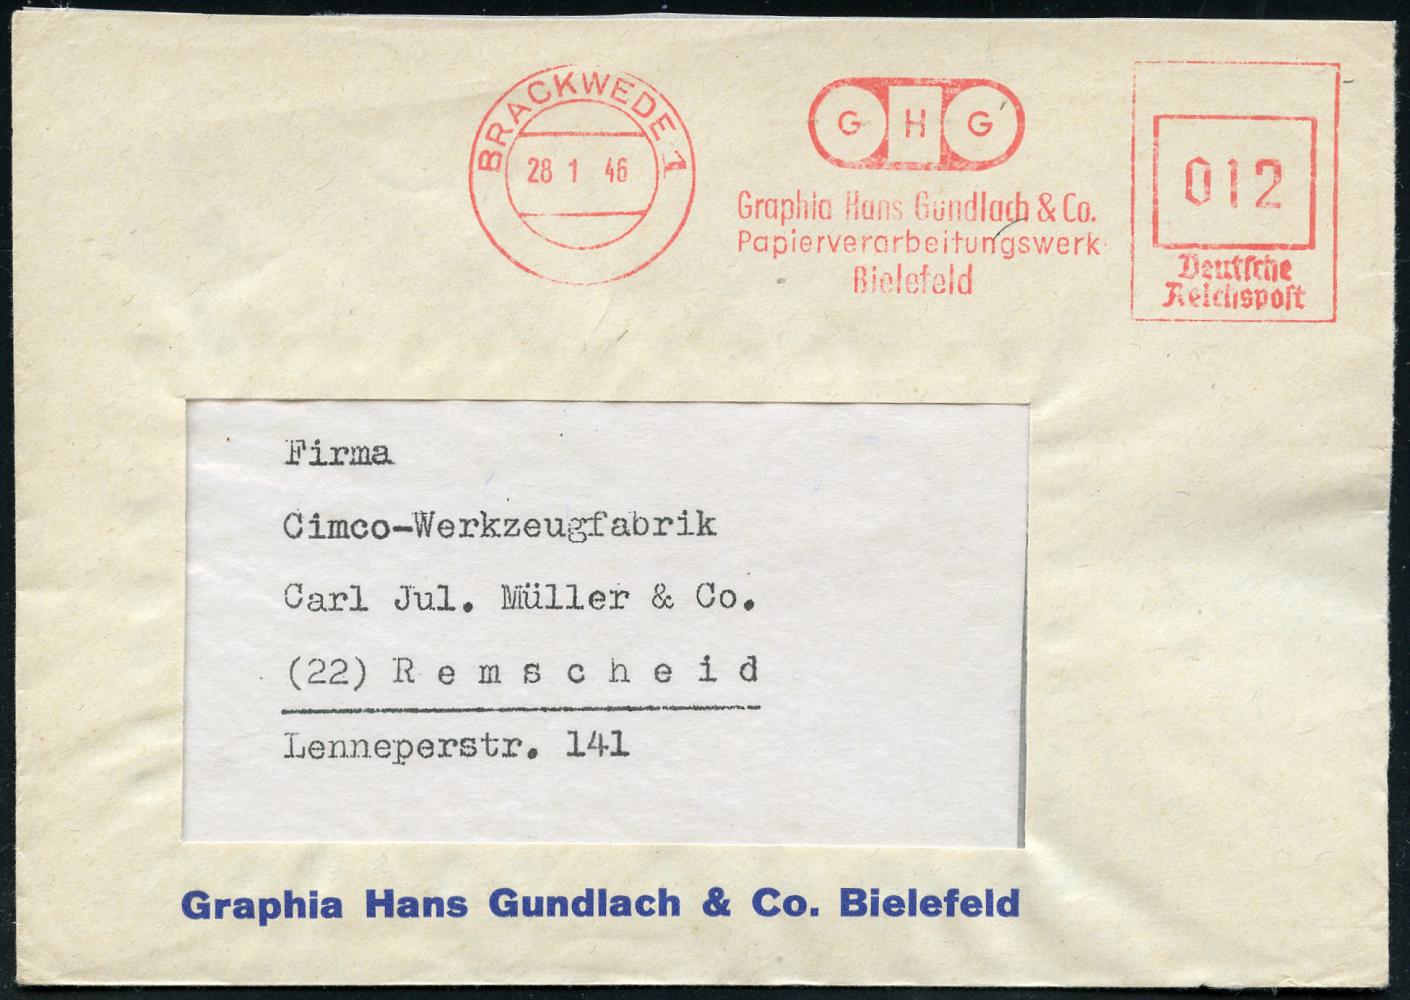 BRACKWEDE 1
28 1 46
G H G
Graphia Hans Gundlach & Co.
Papierverarbeitungswerk
Bielefeld
012
Deutsche
Reichspost
Firma
Cimco-Werkzeugfabrik
Carl Jul. Müller & Co.
(22) R e m s c h e i d
Lenneperstr. 141
Graphia Hans Gundlach & Co. Bielefeld